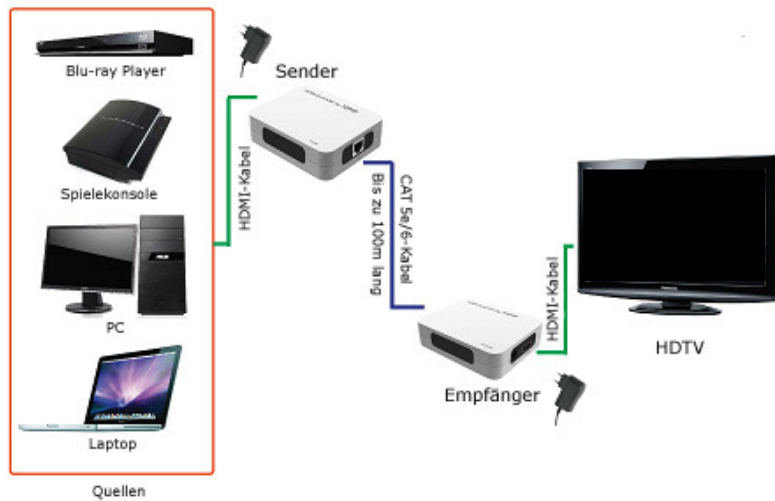 Blu-ray Player
Spielekonsole
PC
Laptop
Quellen
HDMI-Kabel
Sender
CAT 5e/6-Kabel
Bis zu 100m lang
Empfänger
HDMI-Kabel
HDTV